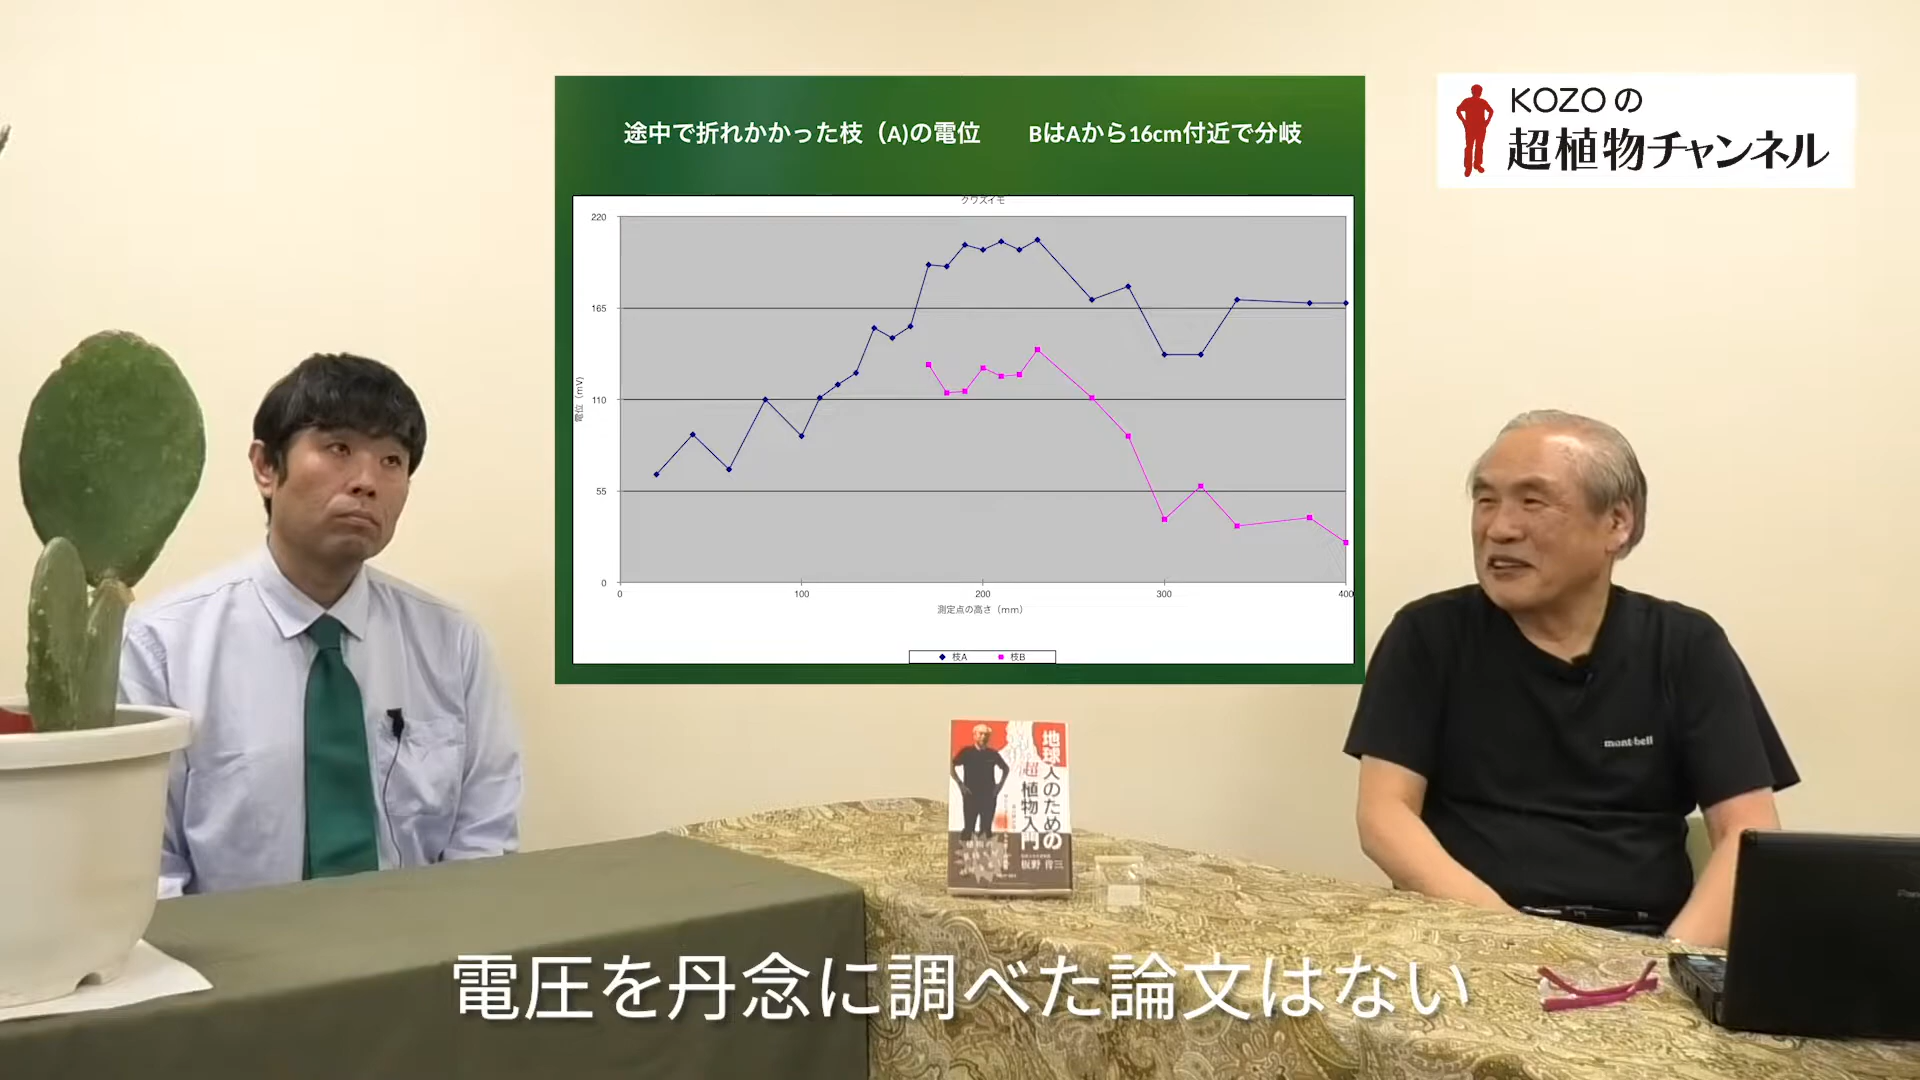 途中で折れかかった枝（A)の電位　　BはAから16cm付近で分岐
KOZOの
超植物チャンネル
クワズイモ
電位（mV）
220
165
110
55
0
0 100 200 300 400
測定点の高さ（mm）
枝A 枝B
mont-bell
地球人のための
超植物入門
板野肯三
電圧を丹念に調べた論文はない